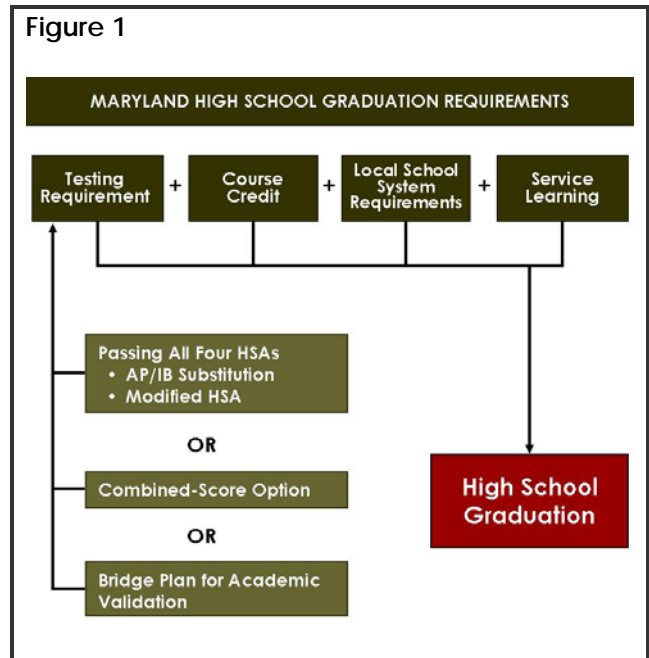 Figure 1
MARYLAND HIGH SCHOOL GRADUATION REQUIREMENTS
Testing
Requirement
+
Course
Credit
+
Local School
System
Requirements
+
Service
Learning
Passing All Four HSAs
• AP/IB Substitution
• Modified HSA
OR
Combined-Score Option
OR
Bridge Plan for Academic
Validation
High School
Graduation